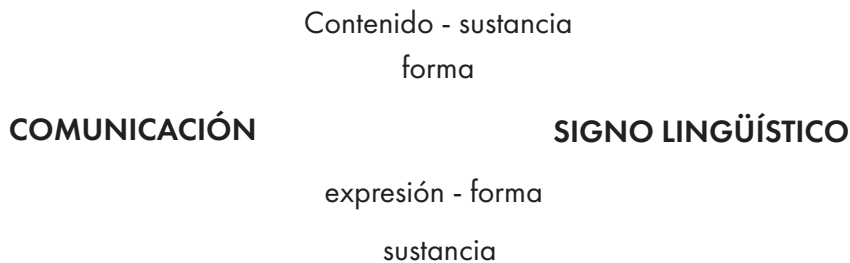 Contenido - sustancia
forma
COMUNICACIÓN
SIGNO LINGÜÍSTICO
expresión - forma
sustancia